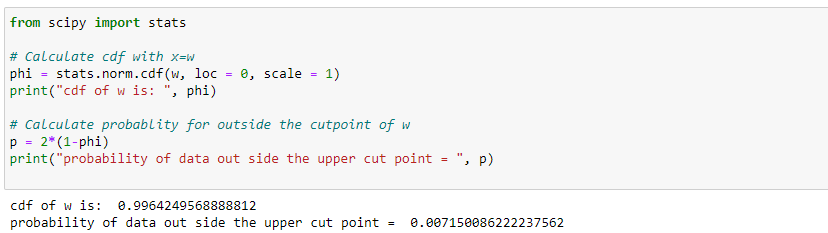 from scipy import stats
# Calculate cdf with x=w
phi = stats.norm.cdf(w, loc = 0, scale = 1)
print("cdf of w is: ", phi)
# Calculate probablity for outside the cutpoint of w
p = 2*(1-phi)
print("probability of data out side the upper cut point = ", p)
cdf of w is:  0.9964249568888812
probability of data out side the upper cut point =  0.007150086222237562